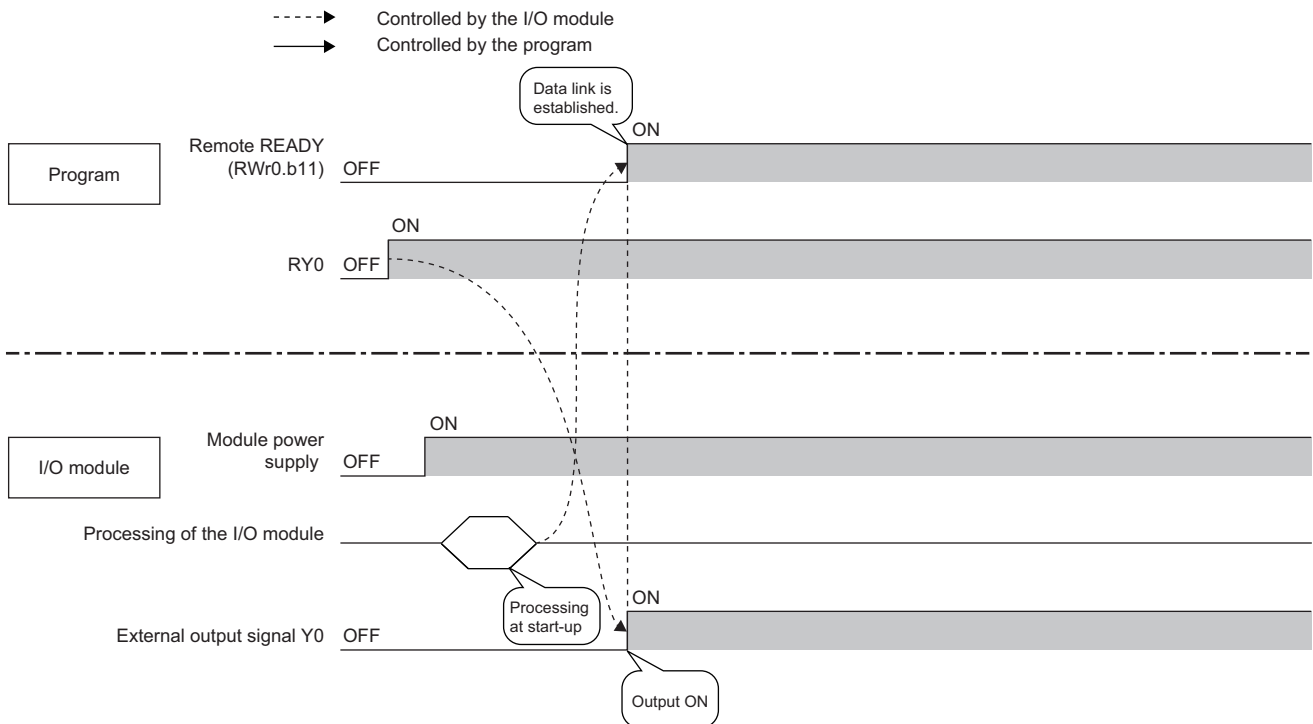 Controlled by the I/O module
Controlled by the program
Data link is
established.
ON
Remote READY
(RWr0.b11)
OFF
Program
ON
RY0
OFF
ON
Module power
supply
OFF
I/O module
Processing of the I/O module
Processing
at start-up
ON
External output signal Y0
OFF
Output ON